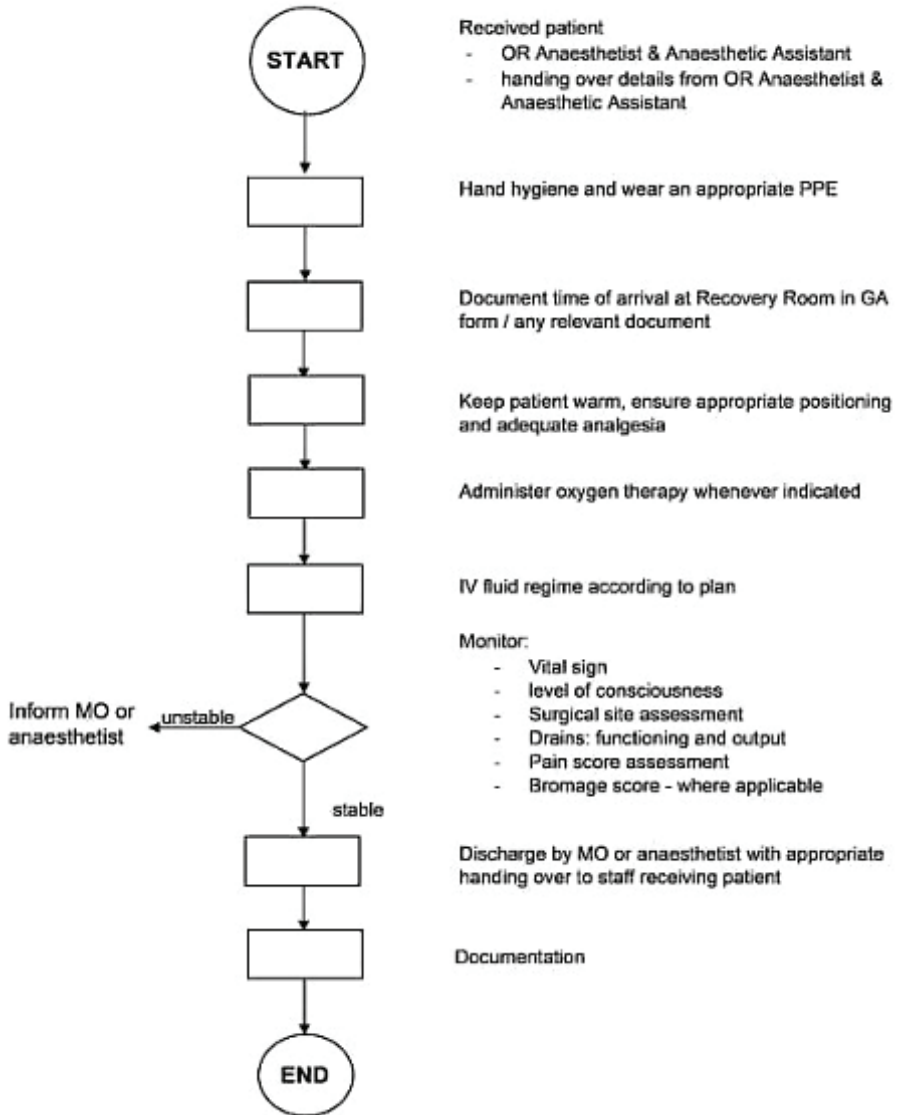 START
Received patient
- OR Anaesthetist & Anaesthetic Assistant
- handing over details from OR Anaesthetist &
Anaesthetic Assistant
Hand hygiene and wear an appropriate PPE
Document time of arrival at Recovery Room in GA
form / any relevant document
Keep patient warm, ensure appropriate positioning
and adequate analgesia
Administer oxygen therapy whenever indicated
IV fluid regime according to plan
Monitor:
- Vital sign
- level of consciousness
- Surgical site assessment
- Drains: functioning and output
- Pain score assessment
- Bromage score - where applicable
Inform MO or
anaesthetist
unstable
stable
Discharge by MO or anaesthetist with appropriate
handing over to staff receiving patient
Documentation
END